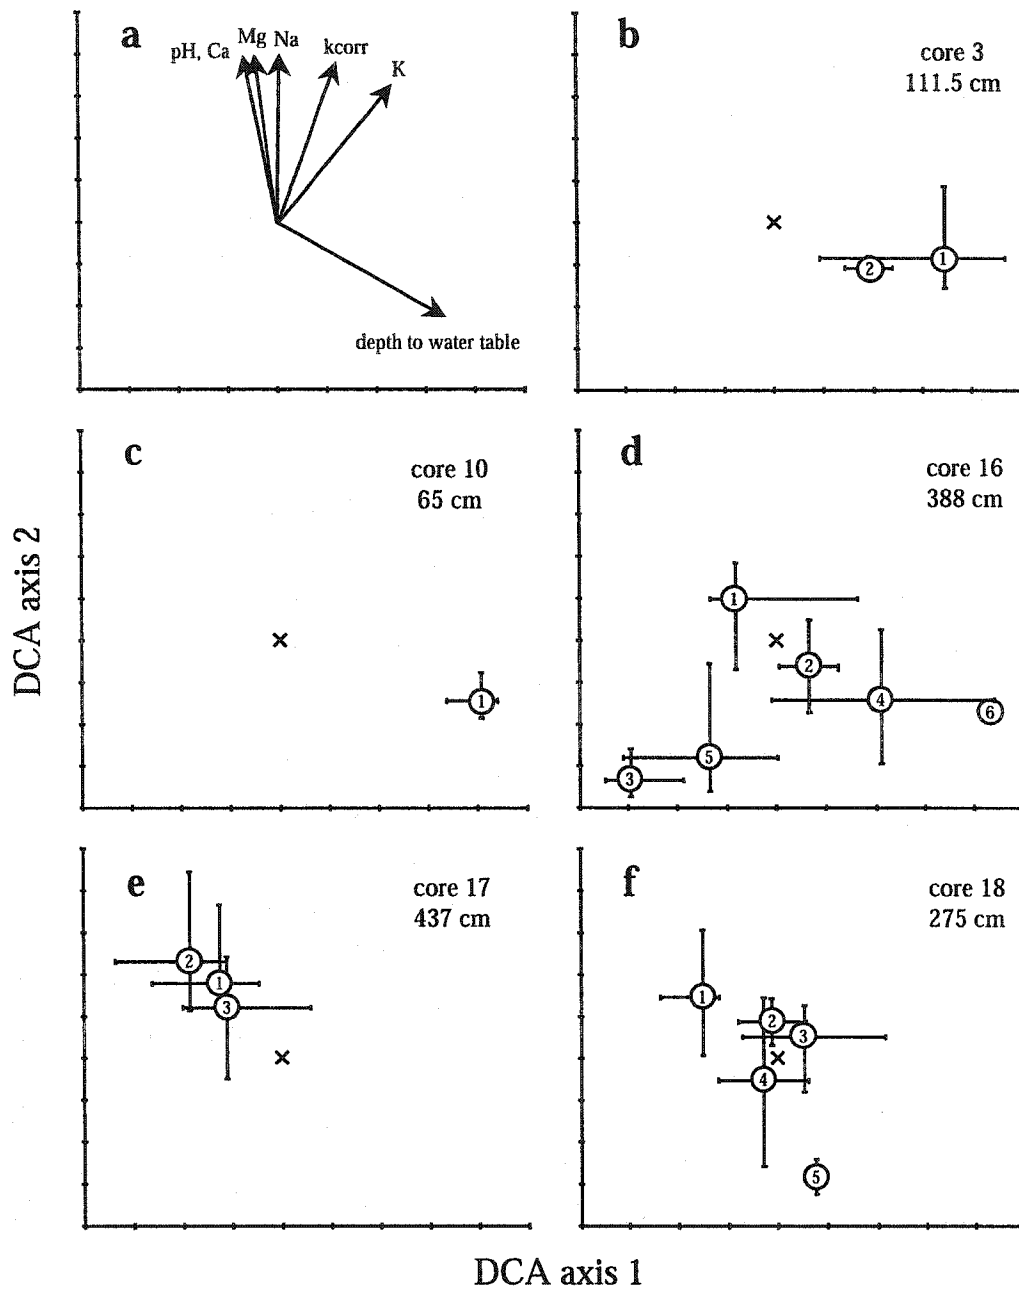 a
pH, Ca
Mg
Na
kcorr
K
depth to water table
b
core 3
111.5 cm
2
1
c
core 10
65 cm
1
d
core 16
388 cm
1
2
4
6
5
3
e
core 17
437 cm
2
1
3
f
core 18
275 cm
1
2
3
4
5
DCA axis 2
DCA axis 1